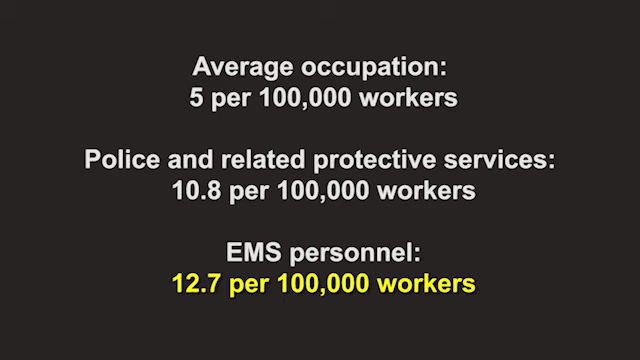 Average occupation:
5 per 100,000 workers
Police and related protective services:
10.8 per 100,000 workers
EMS personnel:
12.7 per 100,000 workers